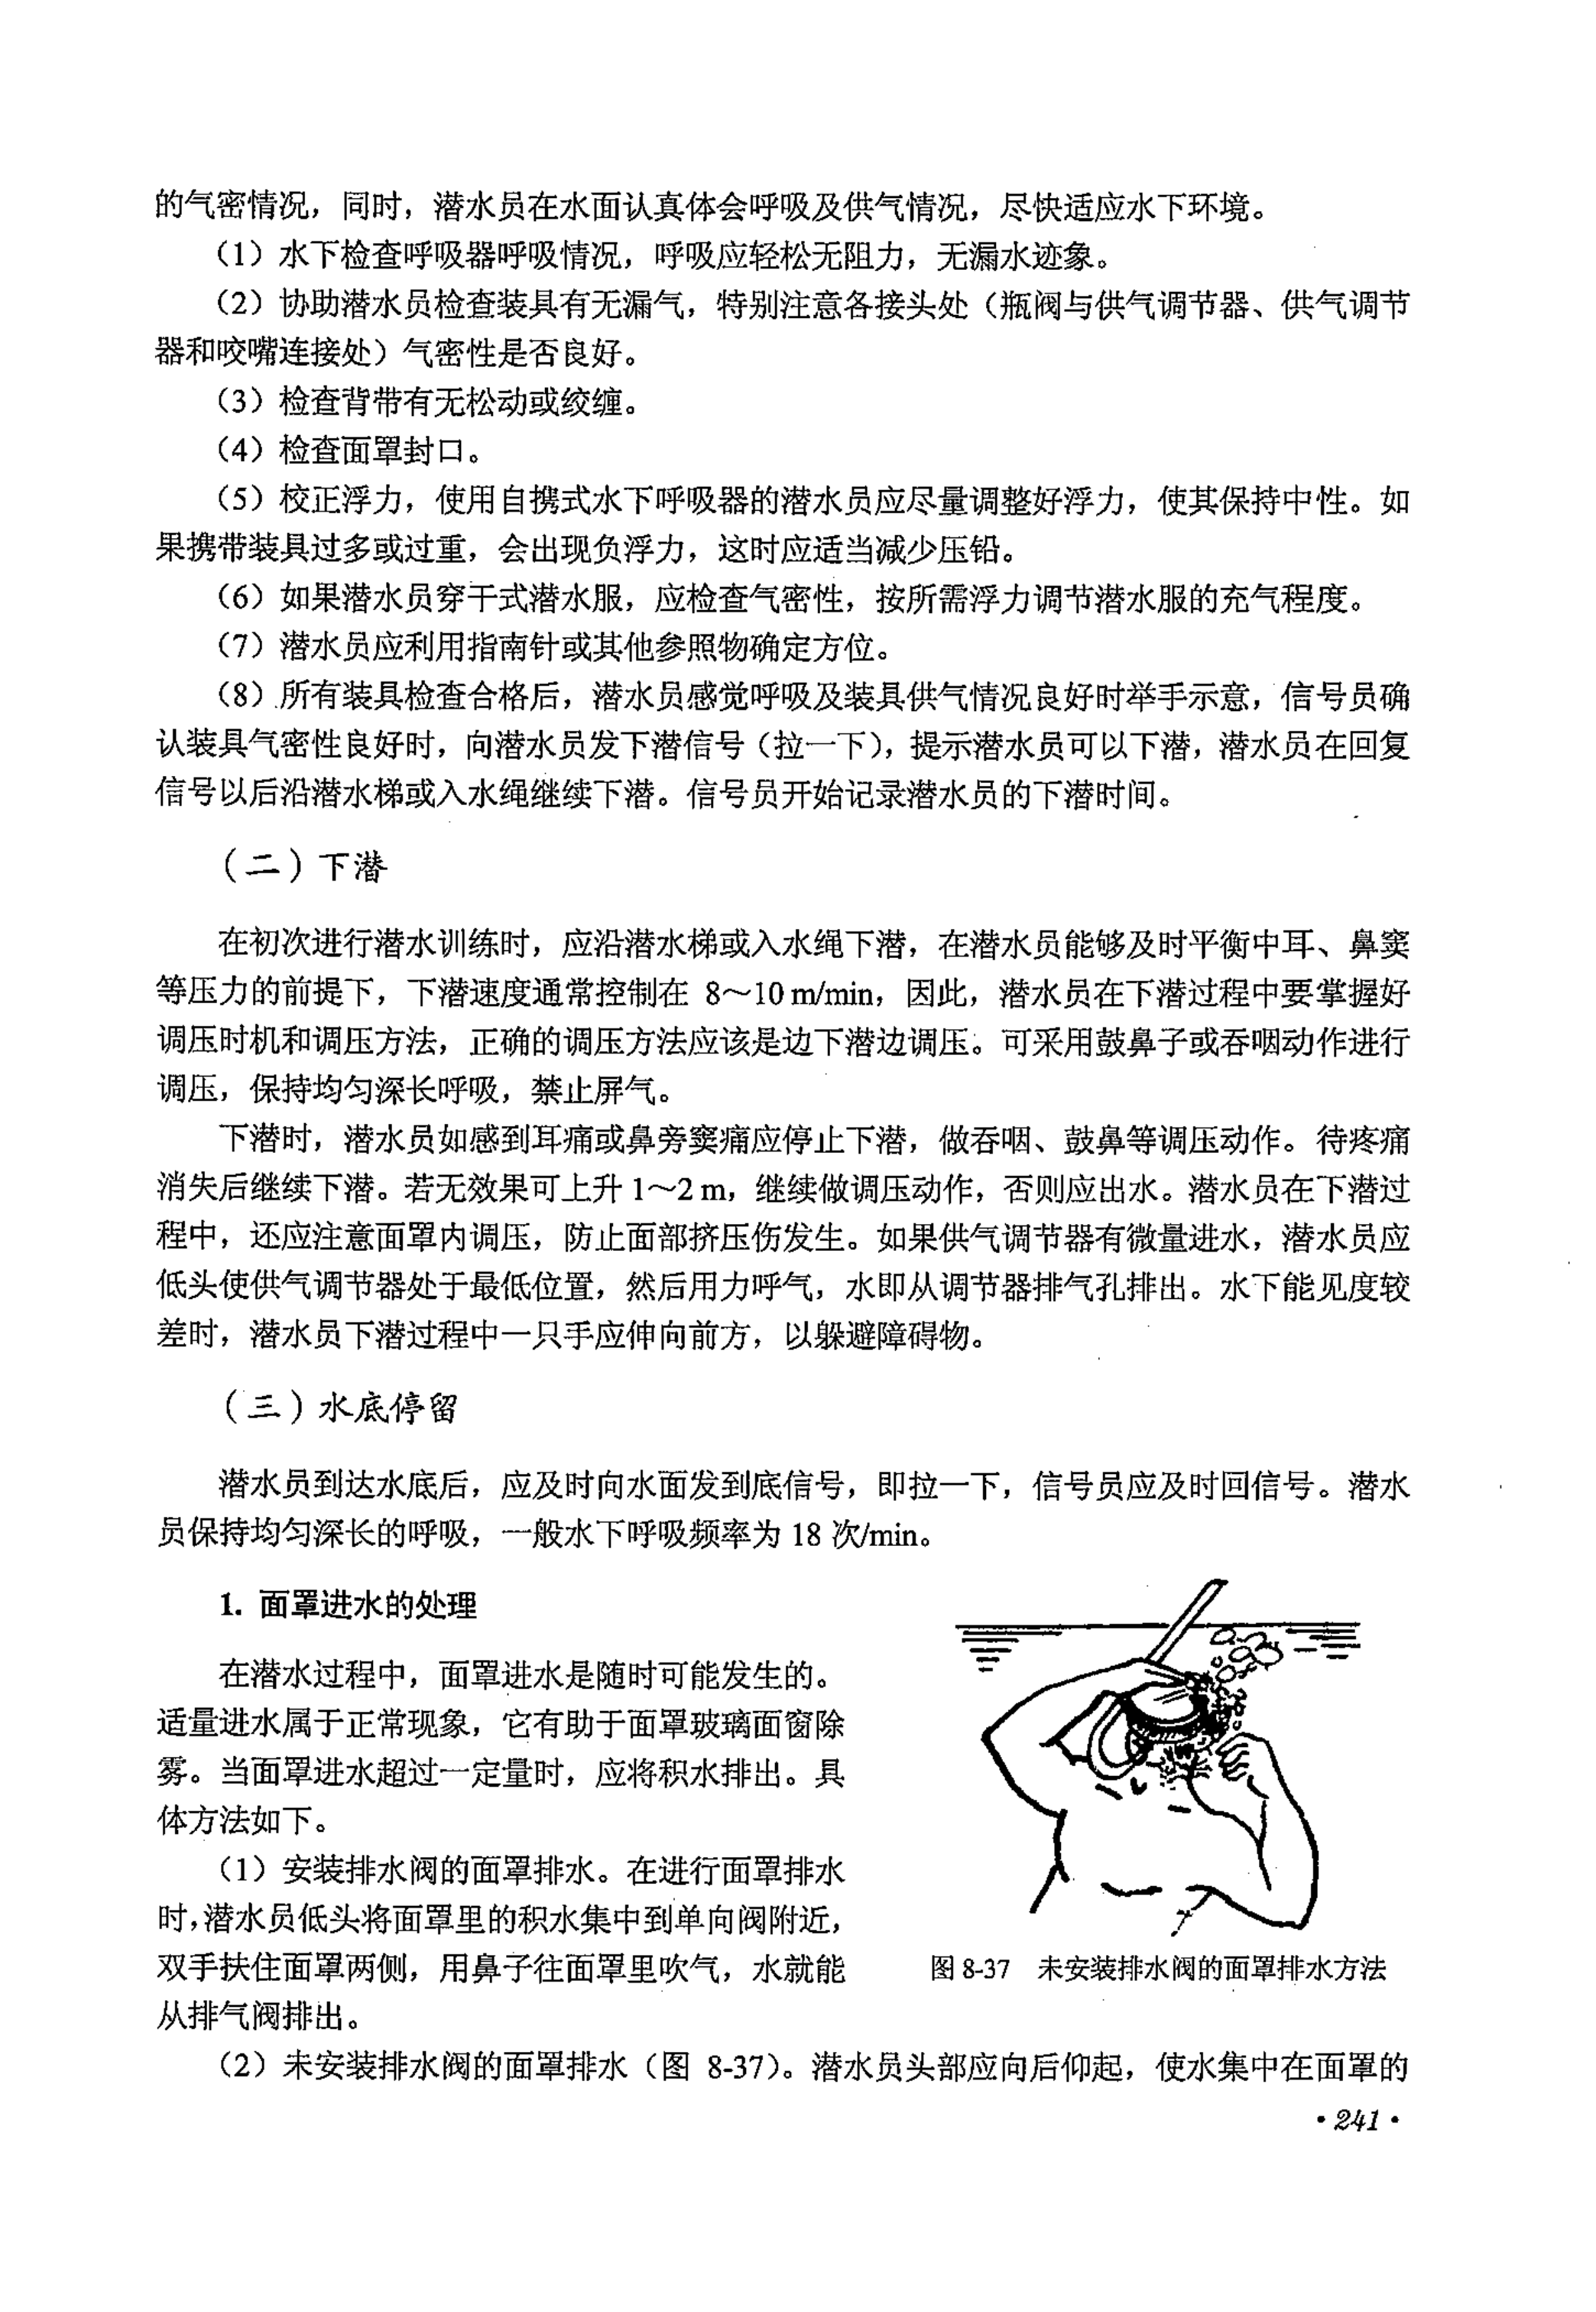 的气密情况，同时，潜水员在水面认真体会呼吸及供气情况，尽快适应水下环境。
（1）水下检查呼吸器呼吸情况，呼吸应轻松无阻力，无漏水迹象。
（2）协助潜水员检查装具有无漏气，特别注意各接头处（瓶阀与供气调节器、供气调节
器和咬嘴连接处）气密性是否良好。
（3）检查背带有无松动或绞缠。
（4）检查面罩封口。
（5）校正浮力，使用自携式水下呼吸器的潜水员应尽量调整好浮力，使其保持中性。如
果携带装具过多或过重，会出现负浮力，这时应适当减少压铅。
（6）如果潜水员穿干式潜水服，应检查气密性，按所需浮力调节潜水服的充气程度。
（7）潜水员应利用指南针或其他参照物确定方位。
（8）所有装具检查合格后，潜水员感觉呼吸及装具供气情况良好时举手示意，信号员确
认装具气密性良好时，向潜水员发下潜信号（拉一下），提示潜水员可以下潜，潜水员在回复
信号以后沿潜水梯或入水绳继续下潜。信号员开始记录潜水员的下潜时间。
（二）下潜
在初次进行潜水训练时，应沿潜水梯或入水绳下潜，在潜水员能够及时平衡中耳、鼻窦
等压力的前提下，下潜速度通常控制在 8～10 m/min，因此，潜水员在下潜过程中要掌握好
调压时机和调压方法，正确的调压方法应该是边下潜边调压。可采用鼓鼻子或吞咽动作进行
调压，保持均匀深长呼吸，禁止屏气。
下潜时，潜水员如感到耳痛或鼻旁窦痛应停止下潜，做吞咽、鼓鼻等调压动作。待疼痛
消失后继续下潜。若无效果可上升 1～2 m，继续做调压动作，否则应出水。潜水员在下潜过
程中，还应注意面罩内调压，防止面部挤压伤发生。如果供气调节器有微量进水，潜水员应
低头使供气调节器处于最低位置，然后用力呼气，水即从调节器排气孔排出。水下能见度较
差时，潜水员下潜过程中一只手应伸向前方，以躲避障碍物。
（三）水底停留
潜水员到达水底后，应及时向水面发到底信号，即拉一下，信号员应及时回信号。潜水
员保持均匀深长的呼吸，一般水下呼吸频率为 18 次/min。
1. 面罩进水的处理
在潜水过程中，面罩进水是随时可能发生的。
适量进水属于正常现象，它有助于面罩玻璃面窗除
雾。当面罩进水超过一定量时，应将积水排出。具
体方法如下。
（1）安装排水阀的面罩排水。在进行面罩排水
时，潜水员低头将面罩里的积水集中到单向阀附近，
双手扶住面罩两侧，用鼻子往面罩里吹气，水就能
从排气阀排出。
图 8-37 未安装排水阀的面罩排水方法
（2）未安装排水阀的面罩排水（图 8-37）。潜水员头部应向后仰起，使水集中在面罩的
·241·